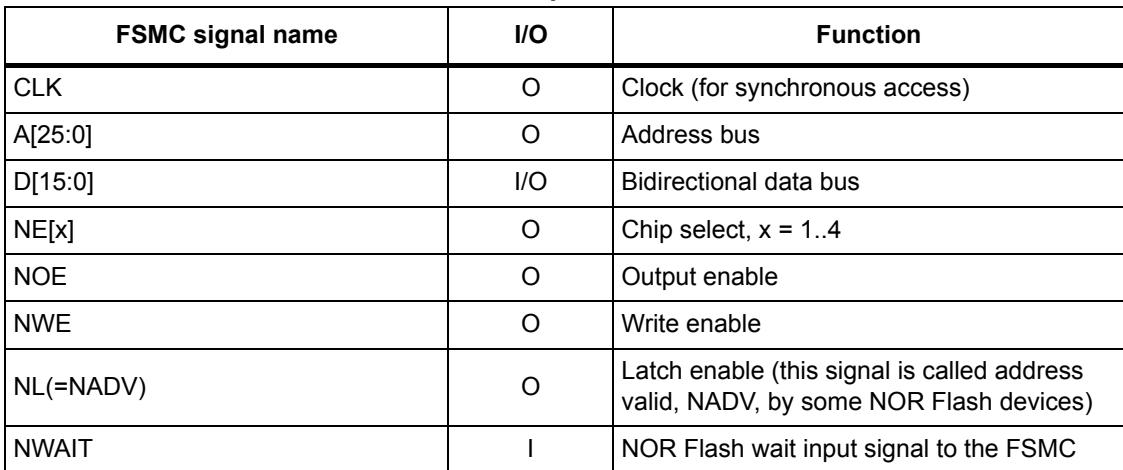 FSMC signal name I/O Function
CLK O Clock (for synchronous access)
A[25:0] O Address bus
D[15:0] I/O Bidirectional data bus
NE[x] O Chip select, x = 1..4
NOE O Output enable
NWE O Write enable
NL(=NADV) O Latch enable (this signal is called address
valid, NADV, by some NOR Flash devices)
NWAIT I NOR Flash wait input signal to the FSMC